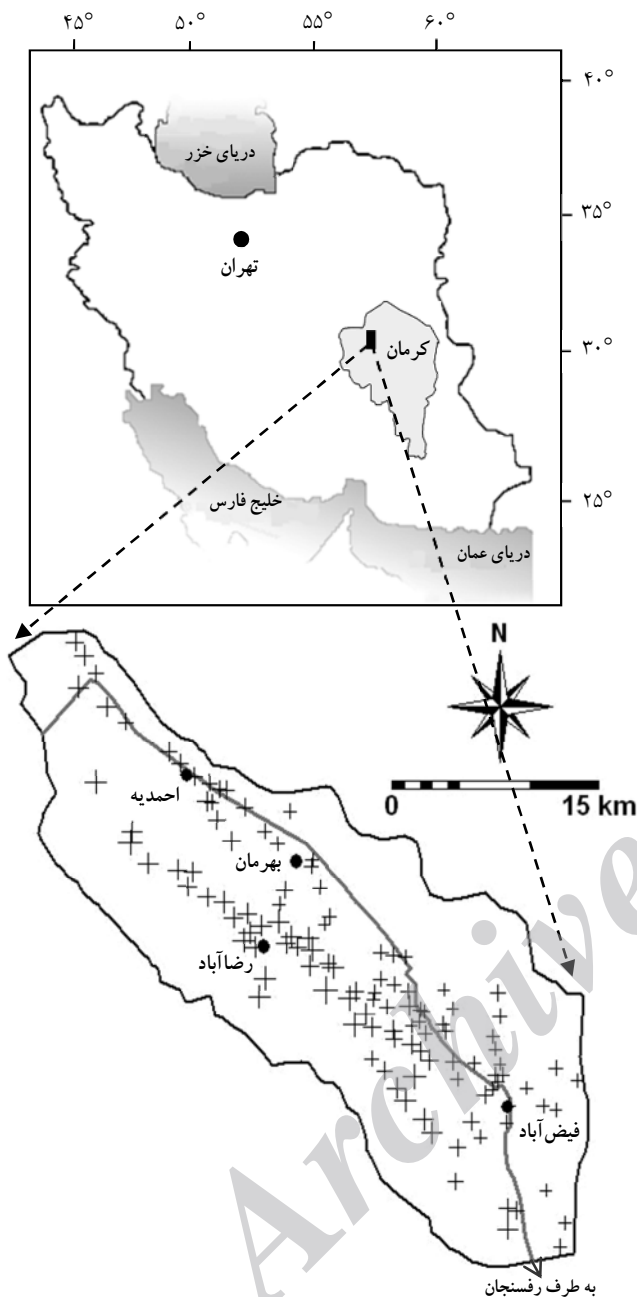 ۴۵° ۵۰° ۵۵° ۶۰°
۴۰°
دریای خزر
۳۵°
تهران
۳۰°
کرمان
۲۵°
خلیج فارس
دریای عمان
N
0 15 km
احمدیه
بهرمان
رضاآباد
فیض آباد
به طرف رفسنجان
Archive